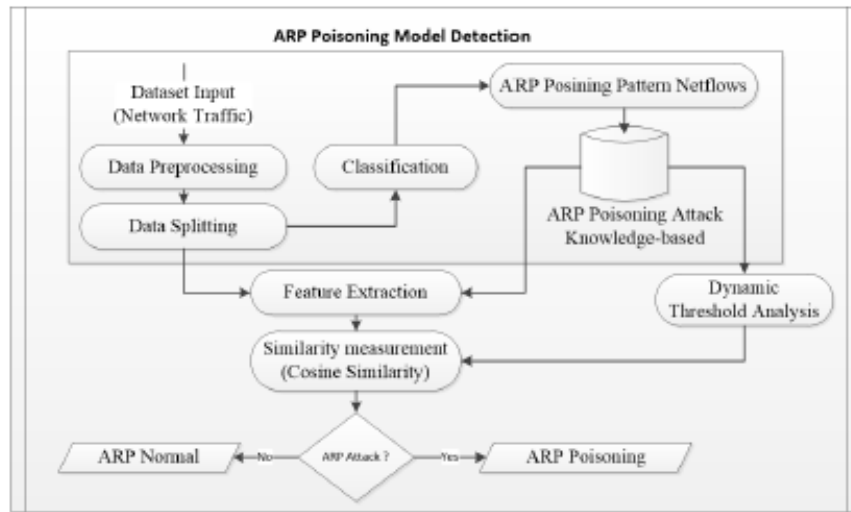 ARP Poisoning Model Detection
Dataset Input
(Network Traffic)
Data Preprocessing
Data Splitting
Classification
ARP Posining Pattern Netflows
ARP Poisoning Attack
Knowledge-based
Dynamic
Threshold Analysis
Feature Extraction
Similarity measurement
(Cosine Similarity)
ARP Attack ?
No
Yes
ARP Normal
ARP Poisoning